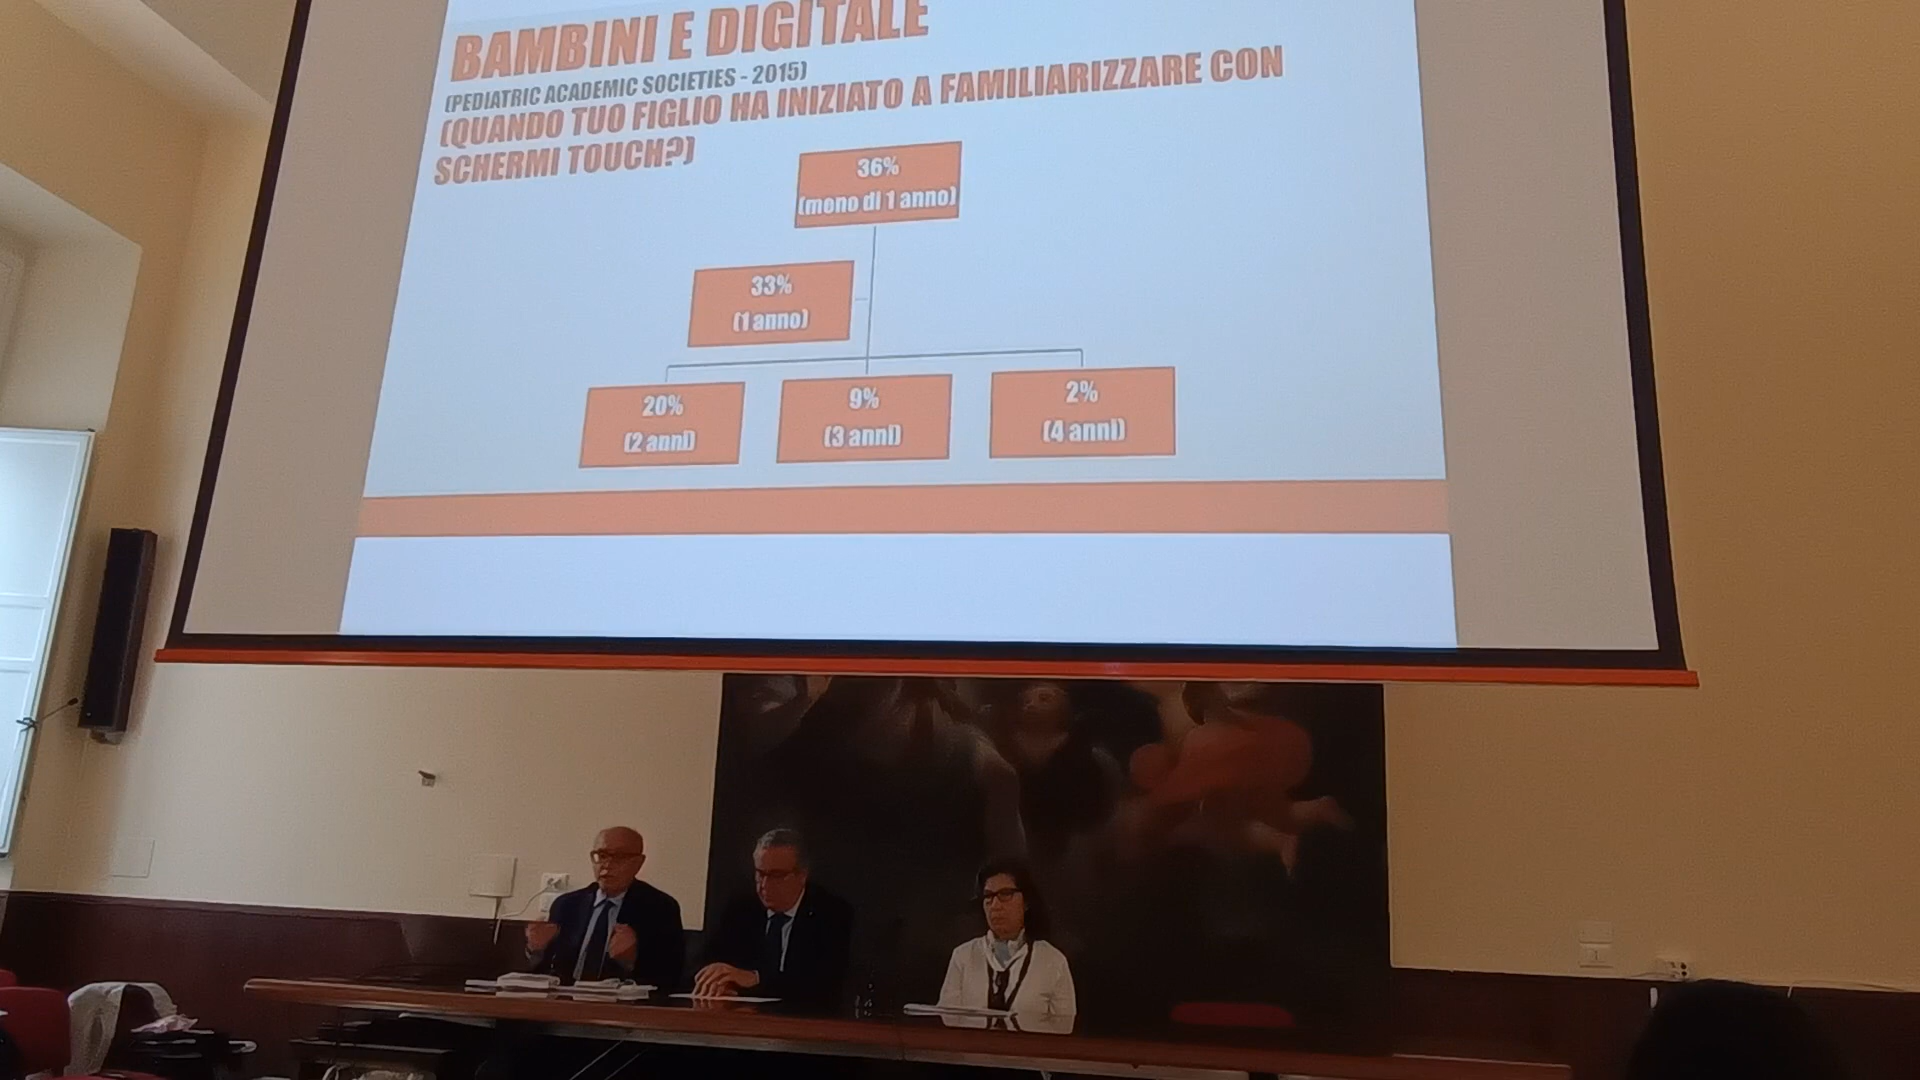 BAMBINI E DIGITALE
(PEDIATRIC ACADEMIC SOCIETIES - 2015)
(QUANDO TUO FIGLIO HA INIZIATO A FAMILIARIZZARE CON
SCHERMI TOUCH?)
36%
(meno di 1 anno)
33%
(1 anno)
20%
(2 anni)
9%
(3 anni)
2%
(4 anni)